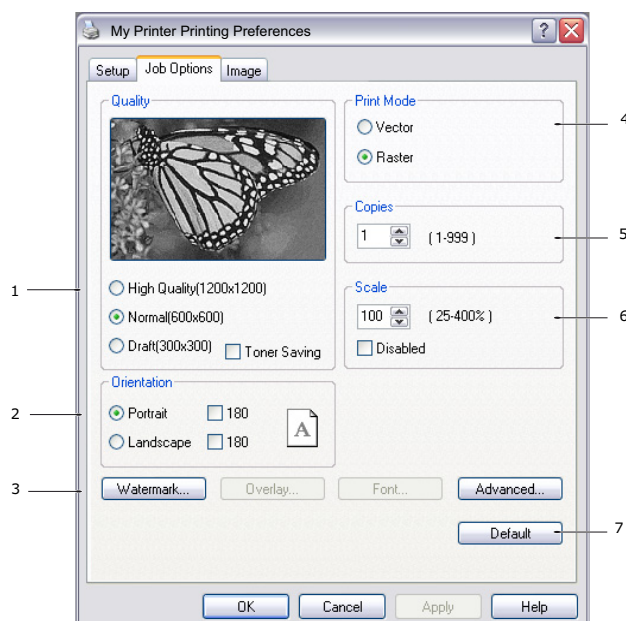 My Printer Printing Preferences
Setup Job Options Image
Quality
Print Mode
4
Vector
Raster
Copies
1 (1-999)
5
1
High Quality(1200x1200)
Scale
Normal(600x600)
100 (25-400%)
6
Draft(300x300) Toner Saving
Disabled
Orientation
2
Portrait 180
A
Landscape 180
3
Watermark... Overlay... Font... Advanced...
Default
7
OK Cancel Apply Help